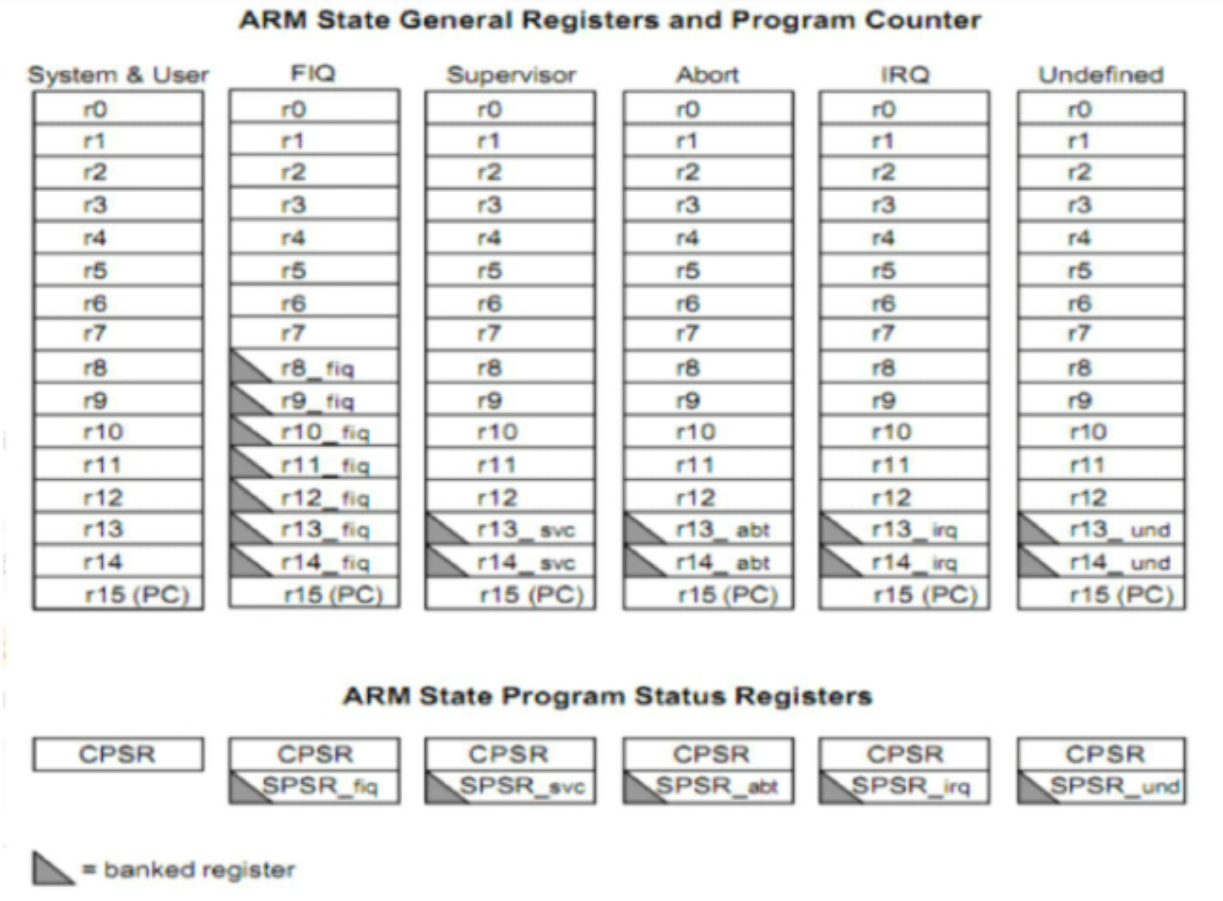 ARM State General Registers and Program Counter
System & User FIQ Supervisor Abort IRQ Undefined
r0 r0 r0 r0 r0 r0
r1 r1 r1 r1 r1 r1
r2 r2 r2 r2 r2 r2
r3 r3 r3 r3 r3 r3
r4 r4 r4 r4 r4 r4
r5 r5 r5 r5 r5 r5
r6 r6 r6 r6 r6 r6
r7 r7 r7 r7 r7 r7
r8 r8_fiq r8 r8 r8 r8
r9 r9_fiq r9 r9 r9 r9
r10 r10_fiq r10 r10 r10 r10
r11 r11_fiq r11 r11 r11 r11
r12 r12_fiq r12 r12 r12 r12
r13 r13_fiq r13_svc r13_abt r13_irq r13_und
r14 r14_fiq r14_svc r14_abt r14_irq r14_und
r15 (PC) r15 (PC) r15 (PC) r15 (PC) r15 (PC) r15 (PC)
ARM State Program Status Registers
CPSR CPSR CPSR CPSR CPSR CPSR
SPSR_fiq SPSR_svc SPSR_abt SPSR_irq SPSR_und
= banked register